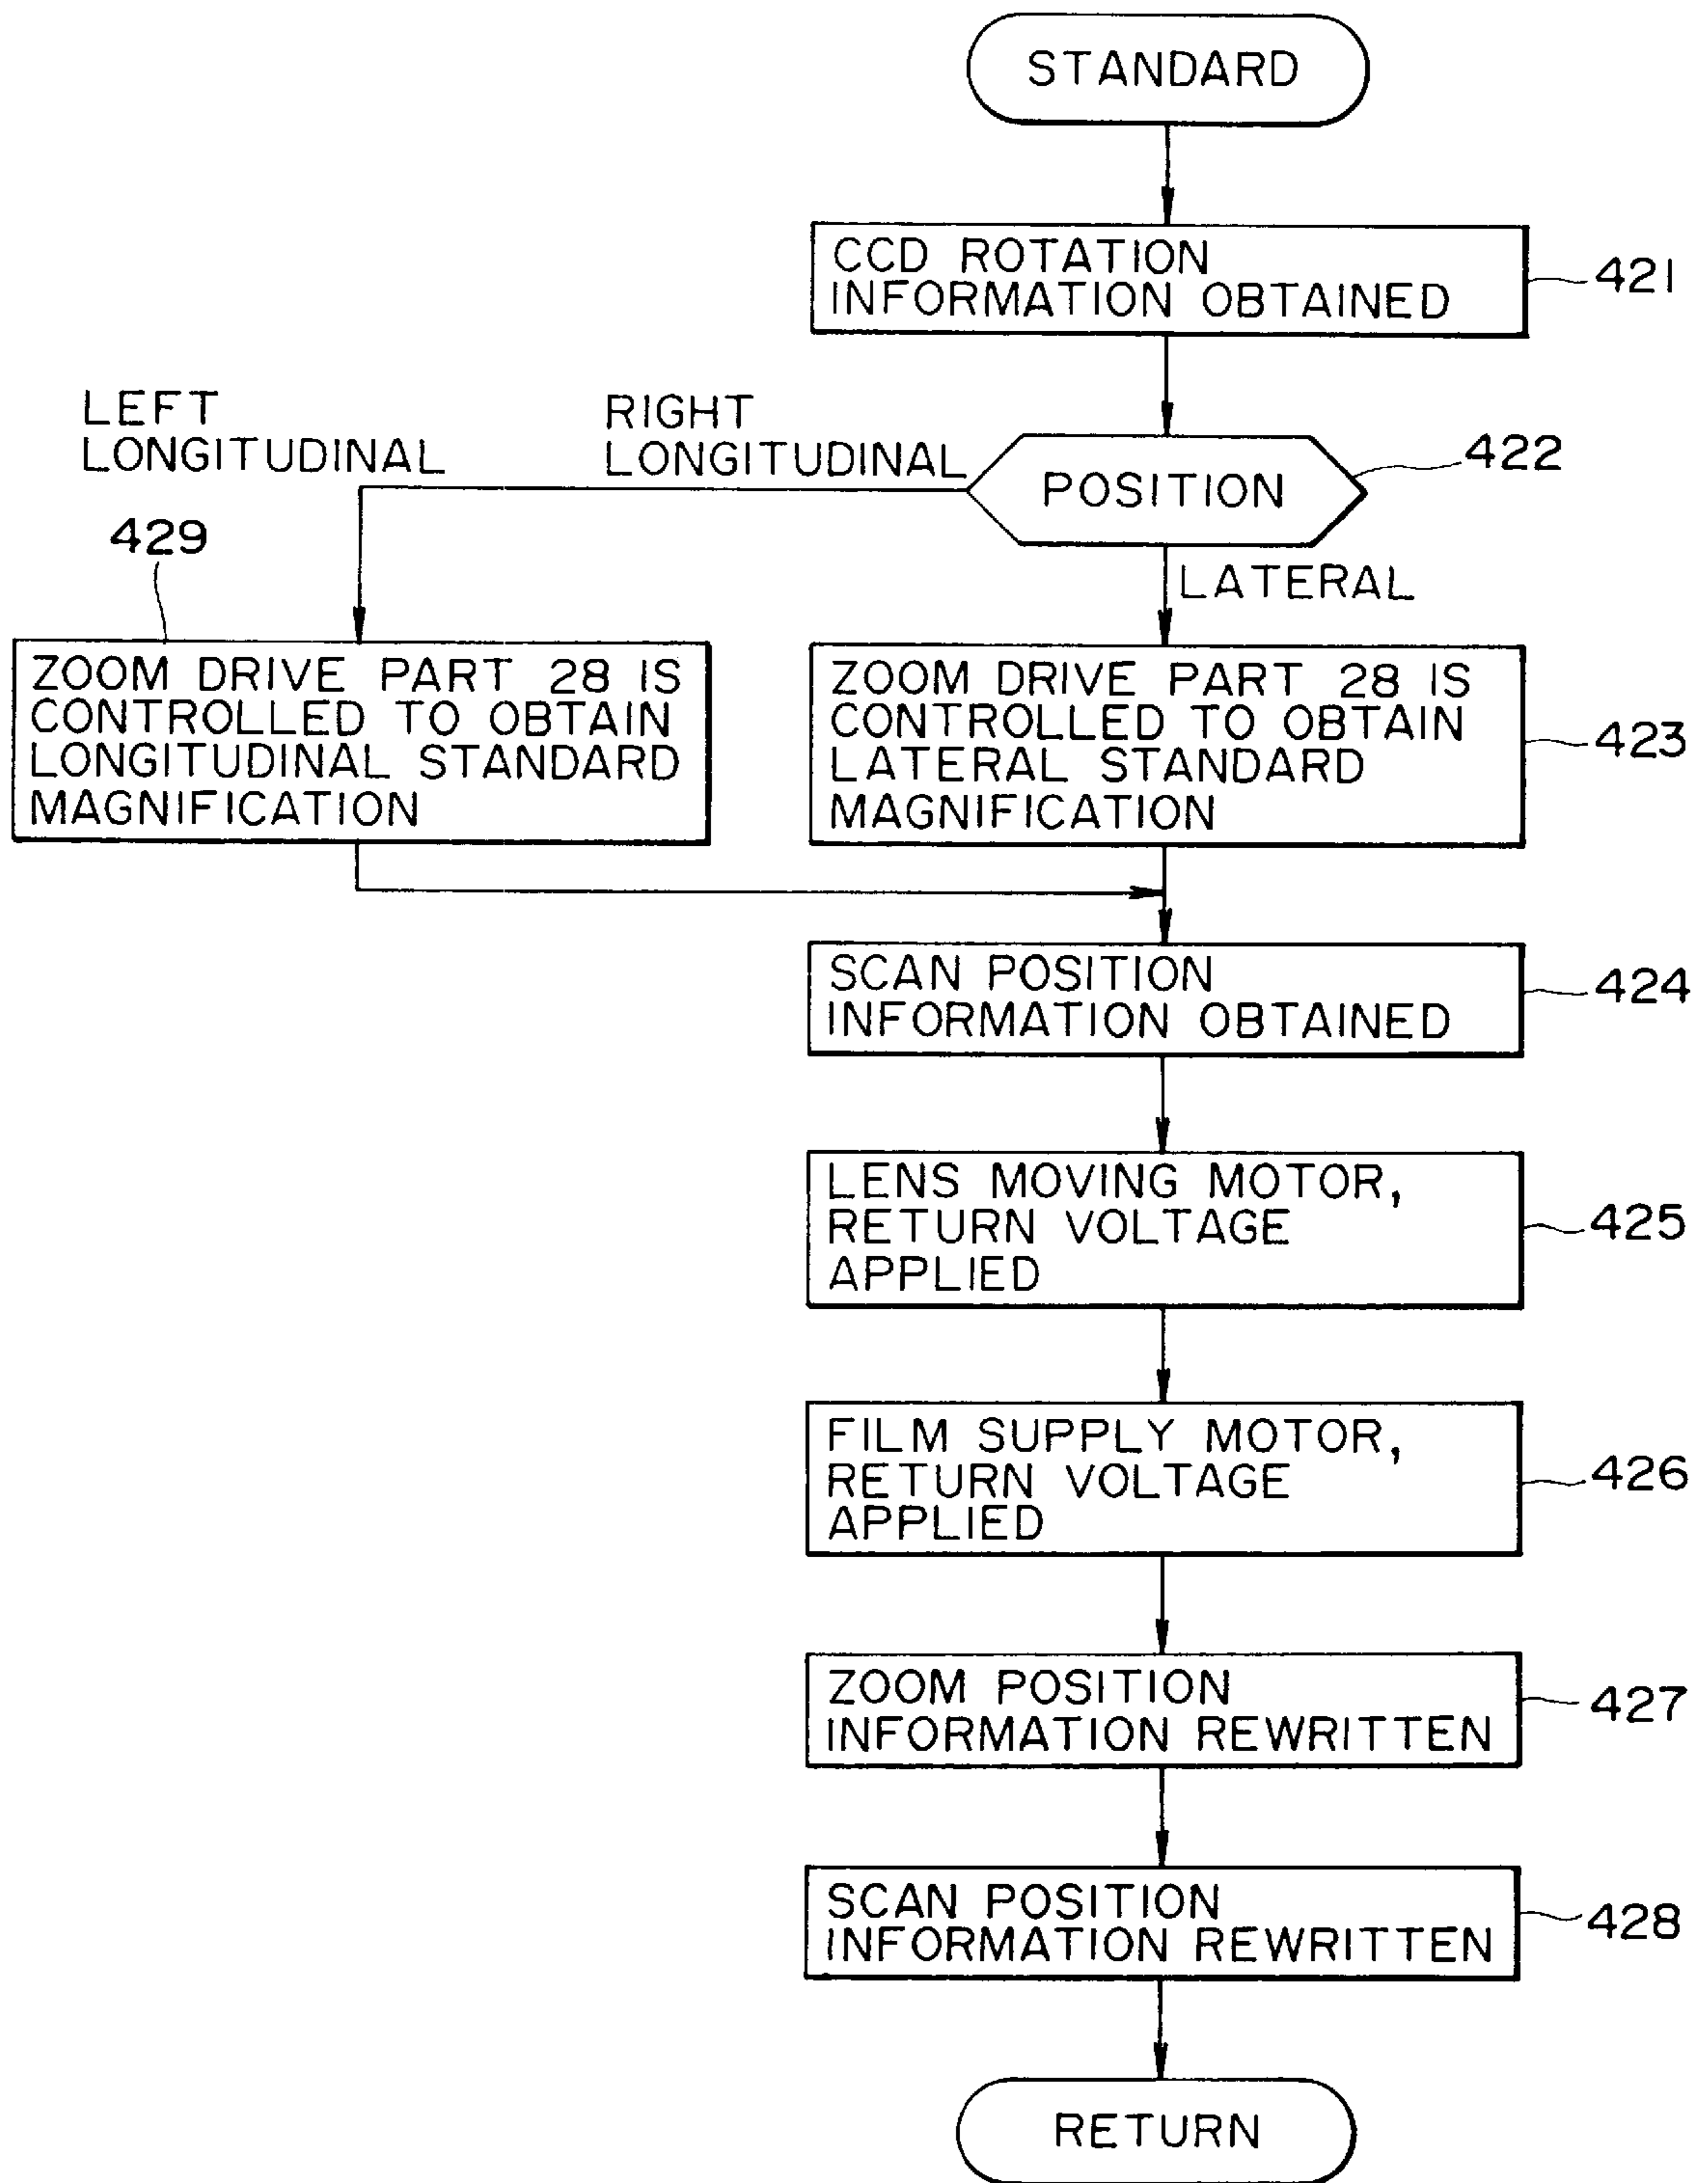 STANDARD
CCD ROTATION
INFORMATION OBTAINED
421
LEFT
LONGITUDINAL
RIGHT
LONGITUDINAL
POSITION
422
429
LATERAL
ZOOM DRIVE PART 28 IS
CONTROLLED TO OBTAIN
LONGITUDINAL STANDARD
MAGNIFICATION
ZOOM DRIVE PART 28 IS
CONTROLLED TO OBTAIN
LATERAL STANDARD
MAGNIFICATION
423
SCAN POSITION
INFORMATION OBTAINED
424
LENS MOVING MOTOR,
RETURN VOLTAGE
APPLIED
425
FILM SUPPLY MOTOR,
RETURN VOLTAGE
APPLIED
426
ZOOM POSITION
INFORMATION REWRITTEN
427
SCAN POSITION
INFORMATION REWRITTEN
428
RETURN